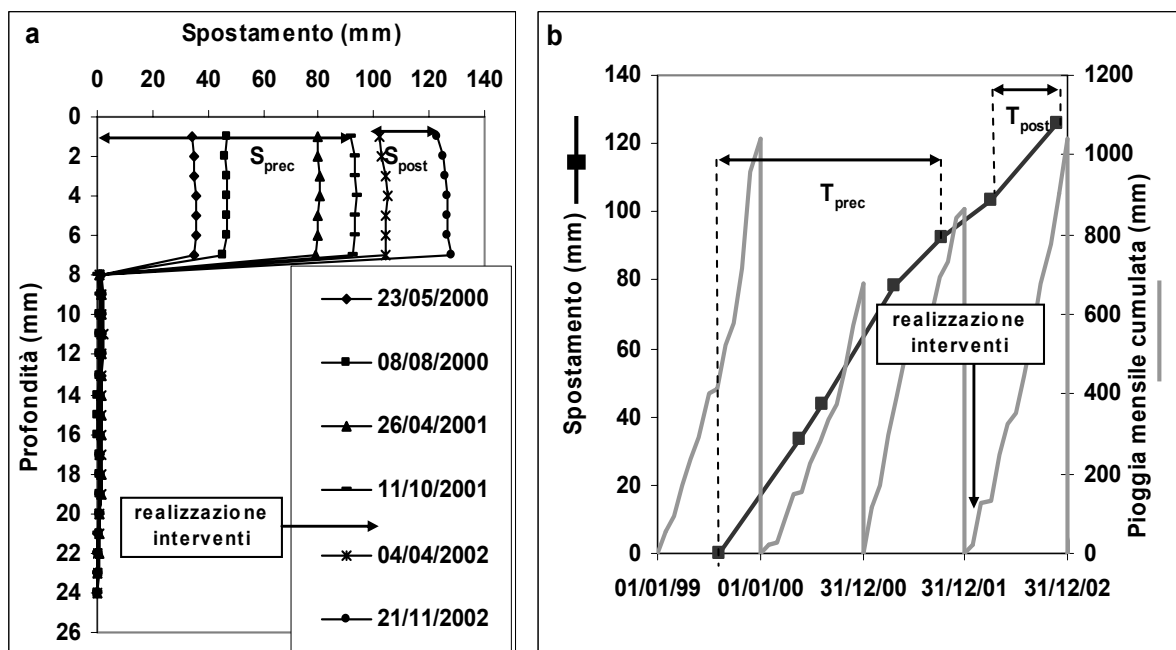 a
Spostamento (mm)
0 20 40 60 80 100 120 140
Profondità (mm)
0
2
4
6
8
10
12
14
16
18
20
22
24
26
S prec
S post
realizzazione
interventi
23/05/2000
08/08/2000
26/04/2001
11/10/2001
04/04/2002
21/11/2002
b
Spostamento (mm)
140
120
100
80
60
40
20
0
T prec
T post
realizzazione
interventi
1200
1000
800
600
400
200
0
Pioggia mensile cumulata (mm)
01/01/99 01/01/00 31/12/00 31/12/01 31/12/02